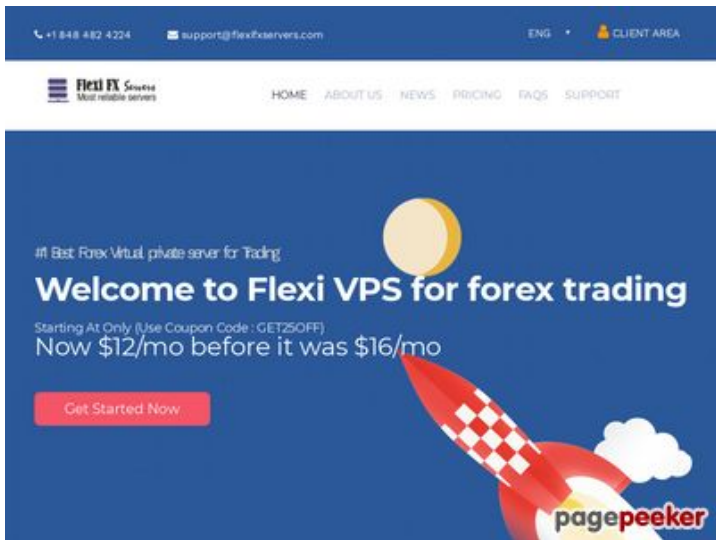 +1 848 482 4224 support@flexifxservers.com ENG CLIENT AREA
Flexi FX Servers
Most reliable servers
HOME ABOUT US NEWS PRICING FAQS SUPPORT
#1 Best Forex Virtual private server for Trading
Welcome to Flexi VPS for forex trading
Starting At Only (Use Coupon Code : GET25OFF)
Now $12/mo before it was $16/mo
Get Started Now
pagepeeker